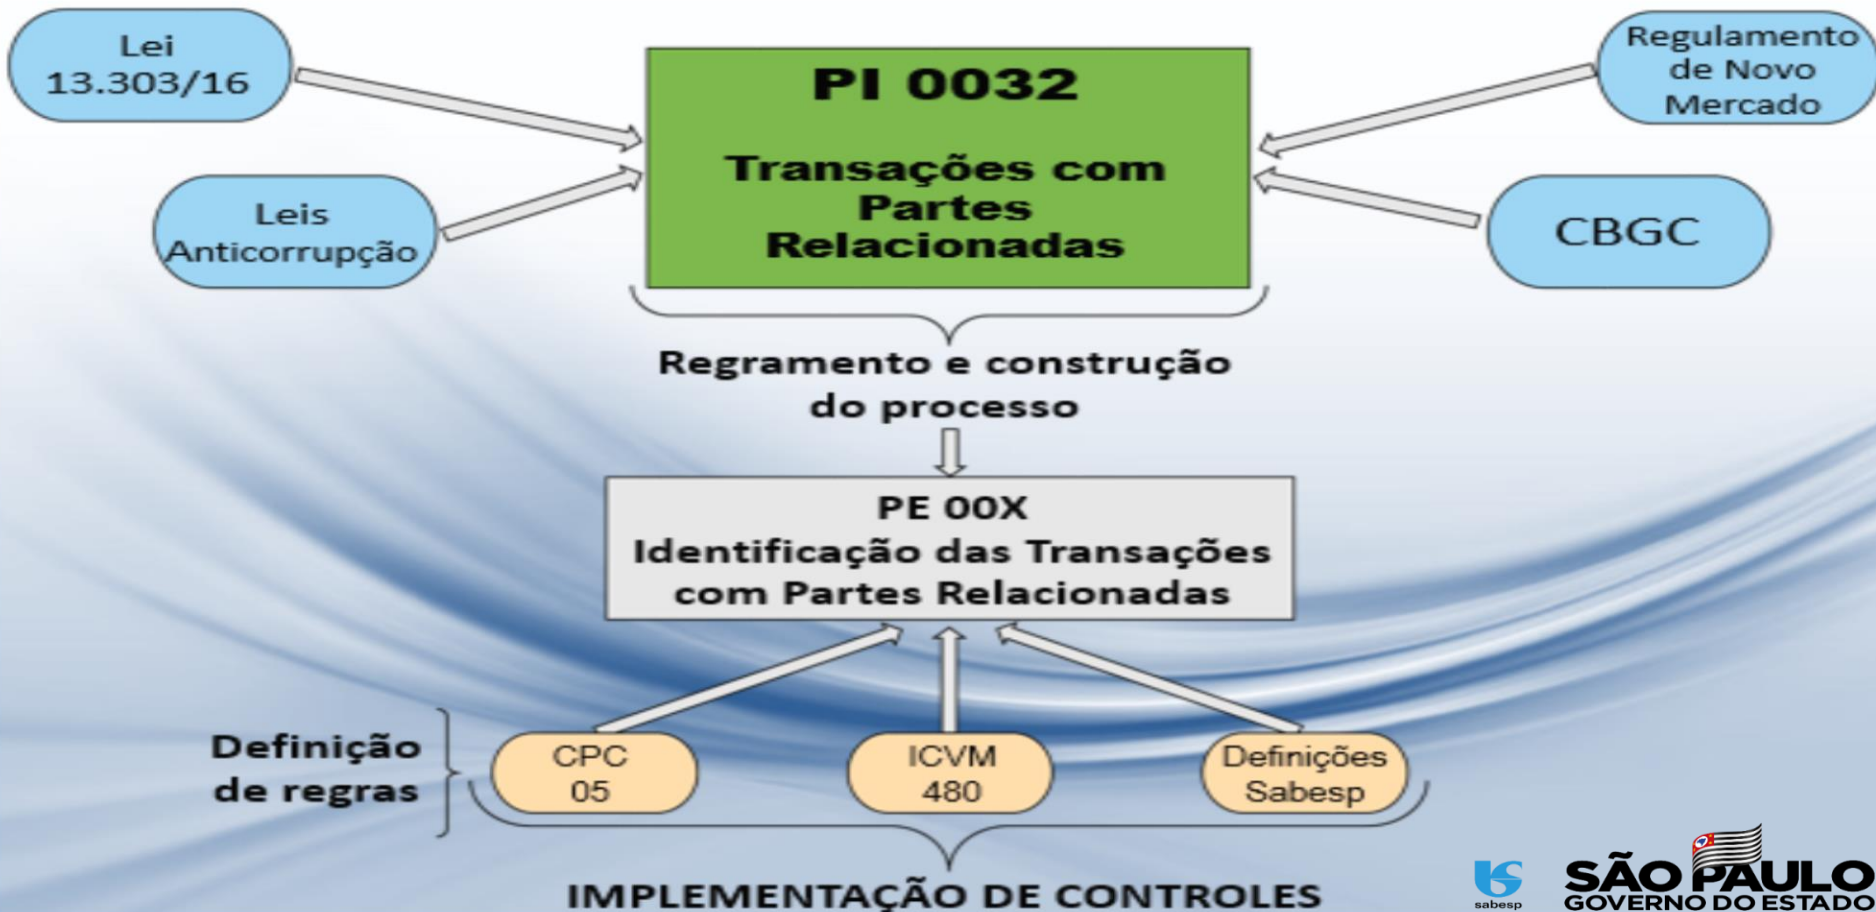 Lei
13.303/16
Leis
Anticorrupção
PI 0032
Transações com
Partes
Relacionadas
Regulamento
de Novo
Mercado
CBGC
Regramento e construção
do processo
PE 00X
Identificação das Transações
com Partes Relacionadas
Definição
de regras
CPC
05
ICVM
480
Definições
Sabesp
IMPLEMENTAÇÃO DE CONTROLES
sabesp
SÃO PAULO
GOVERNO DO ESTADO